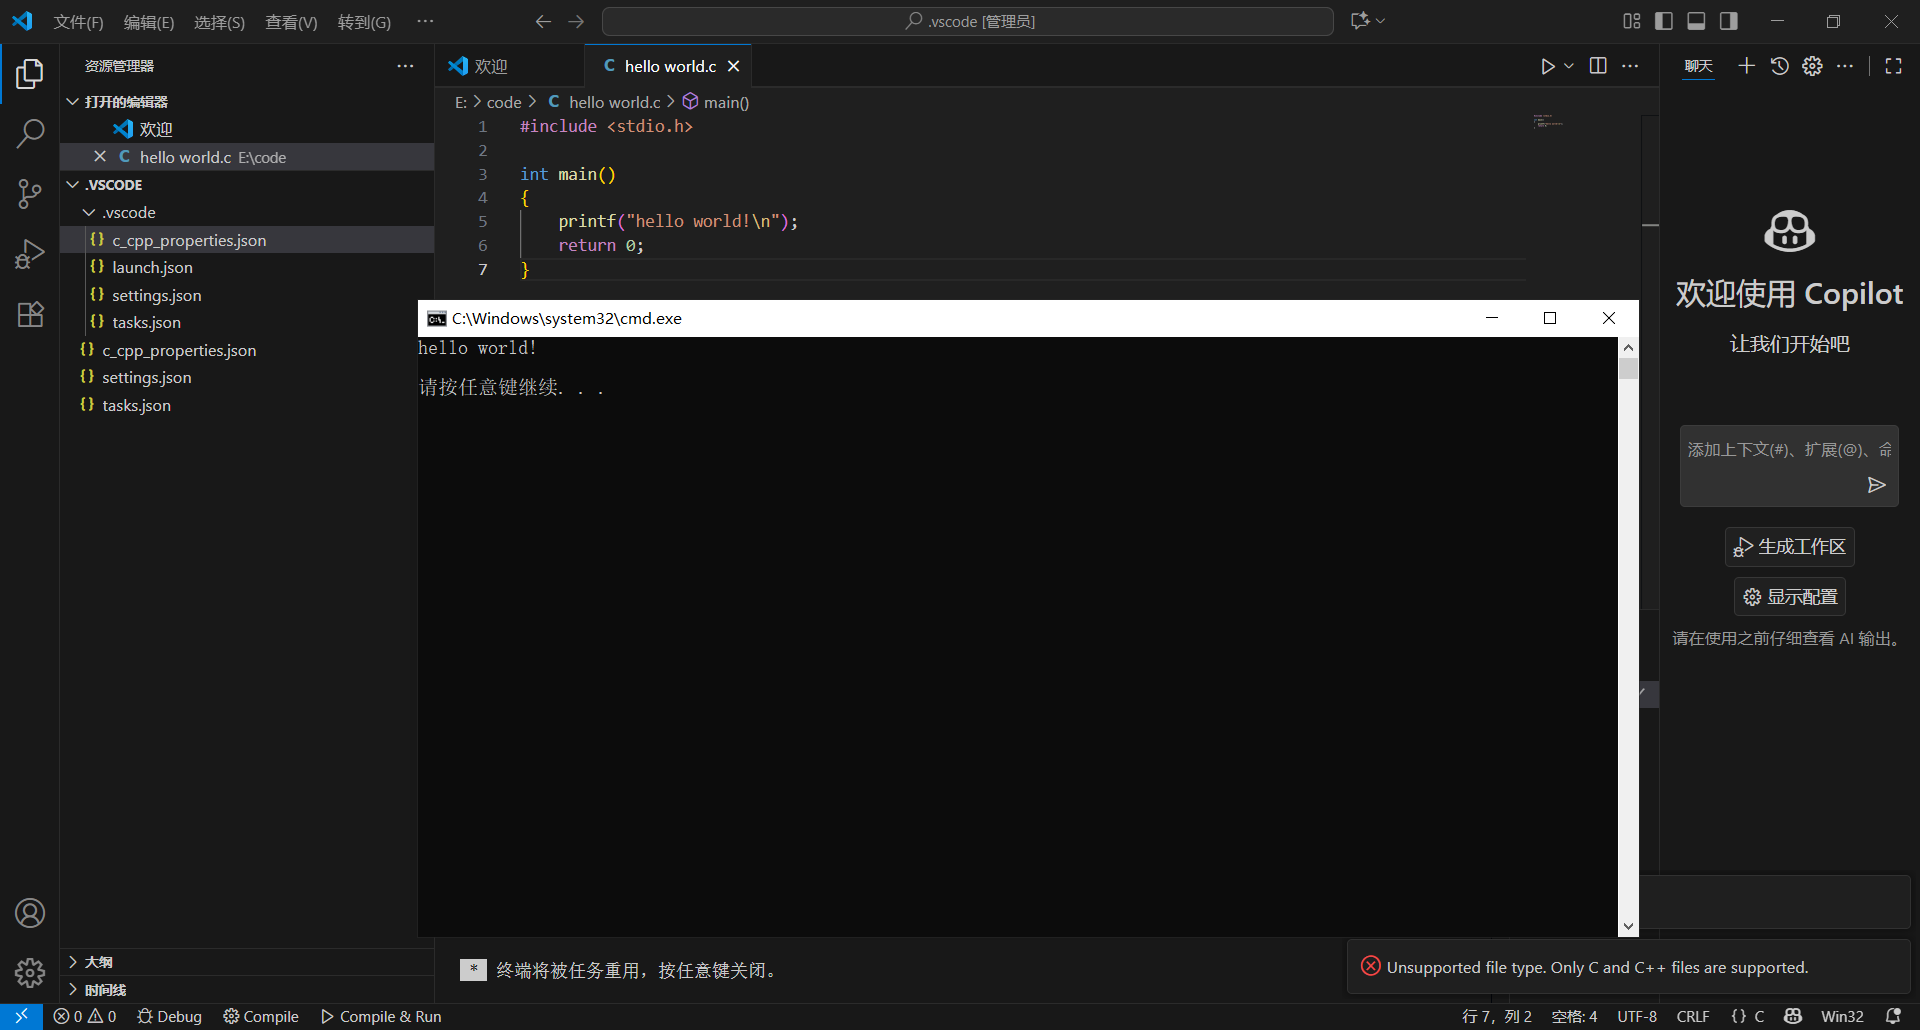 文件(F) 编辑(E) 选择(S) 查看(V) 转到(G) ···
.vscode [管理员]
资源管理器
打开的编辑器
欢迎
hello world.c E:\code
.VSCODE
.vscode
c_cpp_properties.json
launch.json
settings.json
tasks.json
c_cpp_properties.json
settings.json
tasks.json
大纲
时间线
欢迎
C hello world.c
E: > code > C hello world.c > main()
1 #include <stdio.h>
2
3 int main()
4 {
5 printf("hello world!\n");
6 return 0;
7 }
C:\Windows\system32\cmd.exe
hello world!
请按任意键继续. . .
* 终端将被任务重用，按任意键关闭。
聊天
欢迎使用 Copilot
让我们开始吧
添加上下文(#)、扩展(@)、命
生成工作区
显示配置
请在使用之前仔细查看 AI 输出。
Unsupported file type. Only C and C++ files are supported.
0 0 Debug Compile Compile & Run
行 7，列 2 空格: 4 UTF-8 CRLF {} C Win32